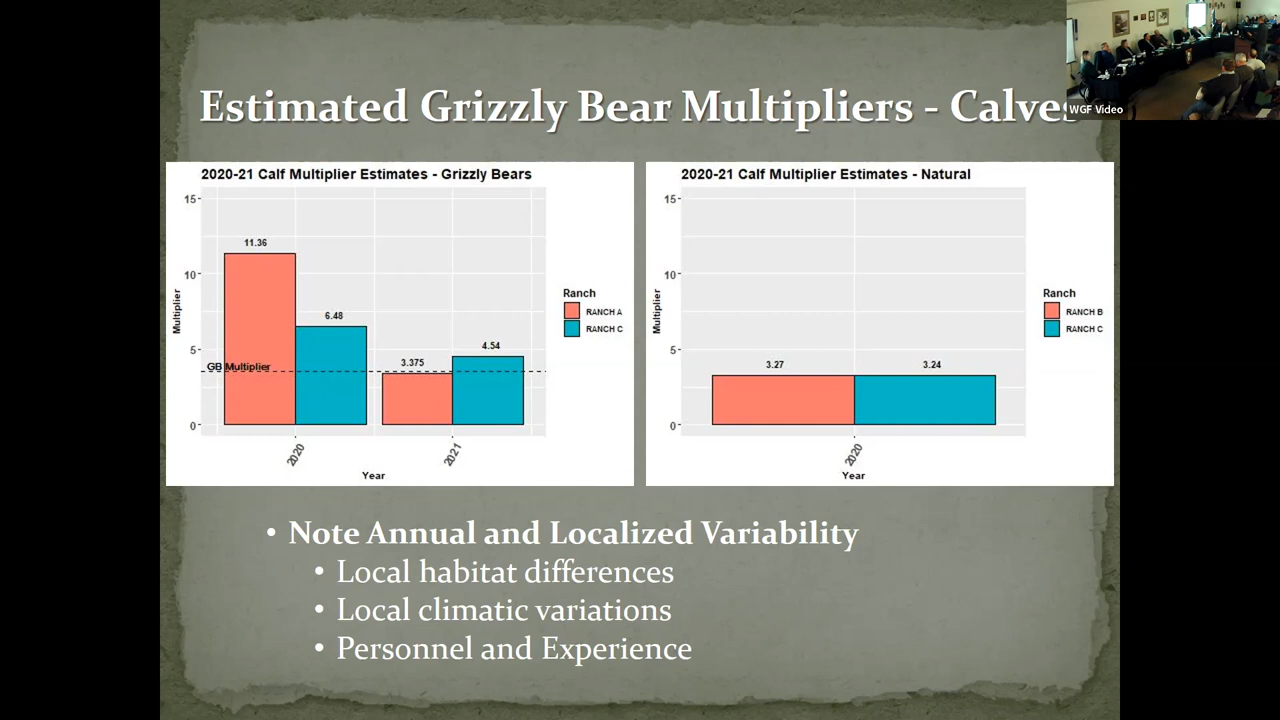 Estimated Grizzly Bear Multipliers - Calves
WGF Video
2020-21 Calf Multiplier Estimates - Grizzly Bears
15
10
5
0
Multiplier
11.36
6.48
3.375
4.54
GB Multiplier
2020
2021
Year
Ranch
RANCH A
RANCH C
2020-21 Calf Multiplier Estimates - Natural
15
10
5
0
Multiplier
3.27
3.24
2020
Year
Ranch
RANCH B
RANCH C
• Note Annual and Localized Variability
• Local habitat differences
• Local climatic variations
• Personnel and Experience